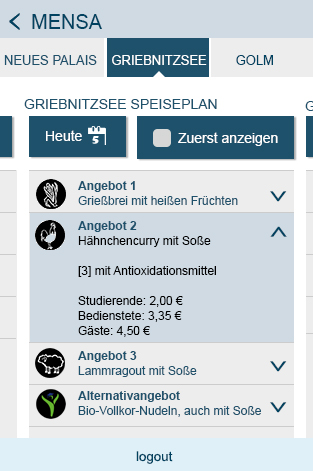 MENSA
NEUES PALAIS
GRIEBNITZSEE
GOLM
GRIEBNITZSEE SPEISEPLAN
G
Heute
5
Zuerst anzeigen
Angebot 1
Grießbrei mit heißen Früchten
Angebot 2
Hähnchencurry mit Soße
[3] mit Antioxidationsmittel
Studierende: 2,00 €
Bedienstete: 3,35 €
Gäste: 4,50 €
Angebot 3
Lammragout mit Soße
Alternativangebot
Bio-Vollkor-Nudeln, auch mit Soße
logout